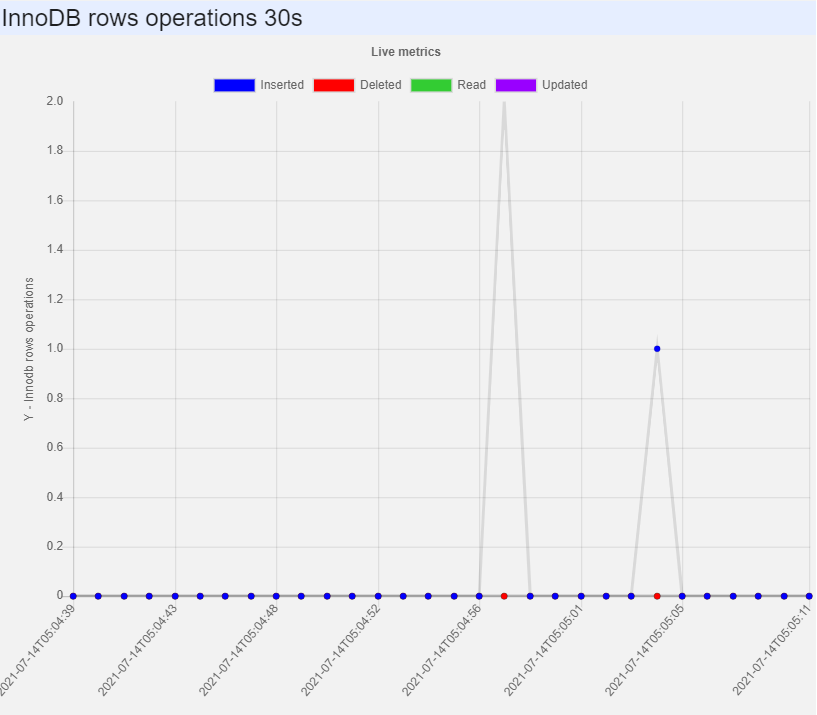 InnoDB rows operations 30s
Live metrics
Inserted Deleted Read Updated
2.0
1.8
1.6
1.4
1.2
1.0
0.8
0.6
0.4
0.2
0
Y - Innodb rows operations
2021-07-14T05:04:39
2021-07-14T05:04:43
2021-07-14T05:04:48
2021-07-14T05:04:52
2021-07-14T05:04:56
2021-07-14T05:05:01
2021-07-14T05:05:05
2021-07-14T05:05:11